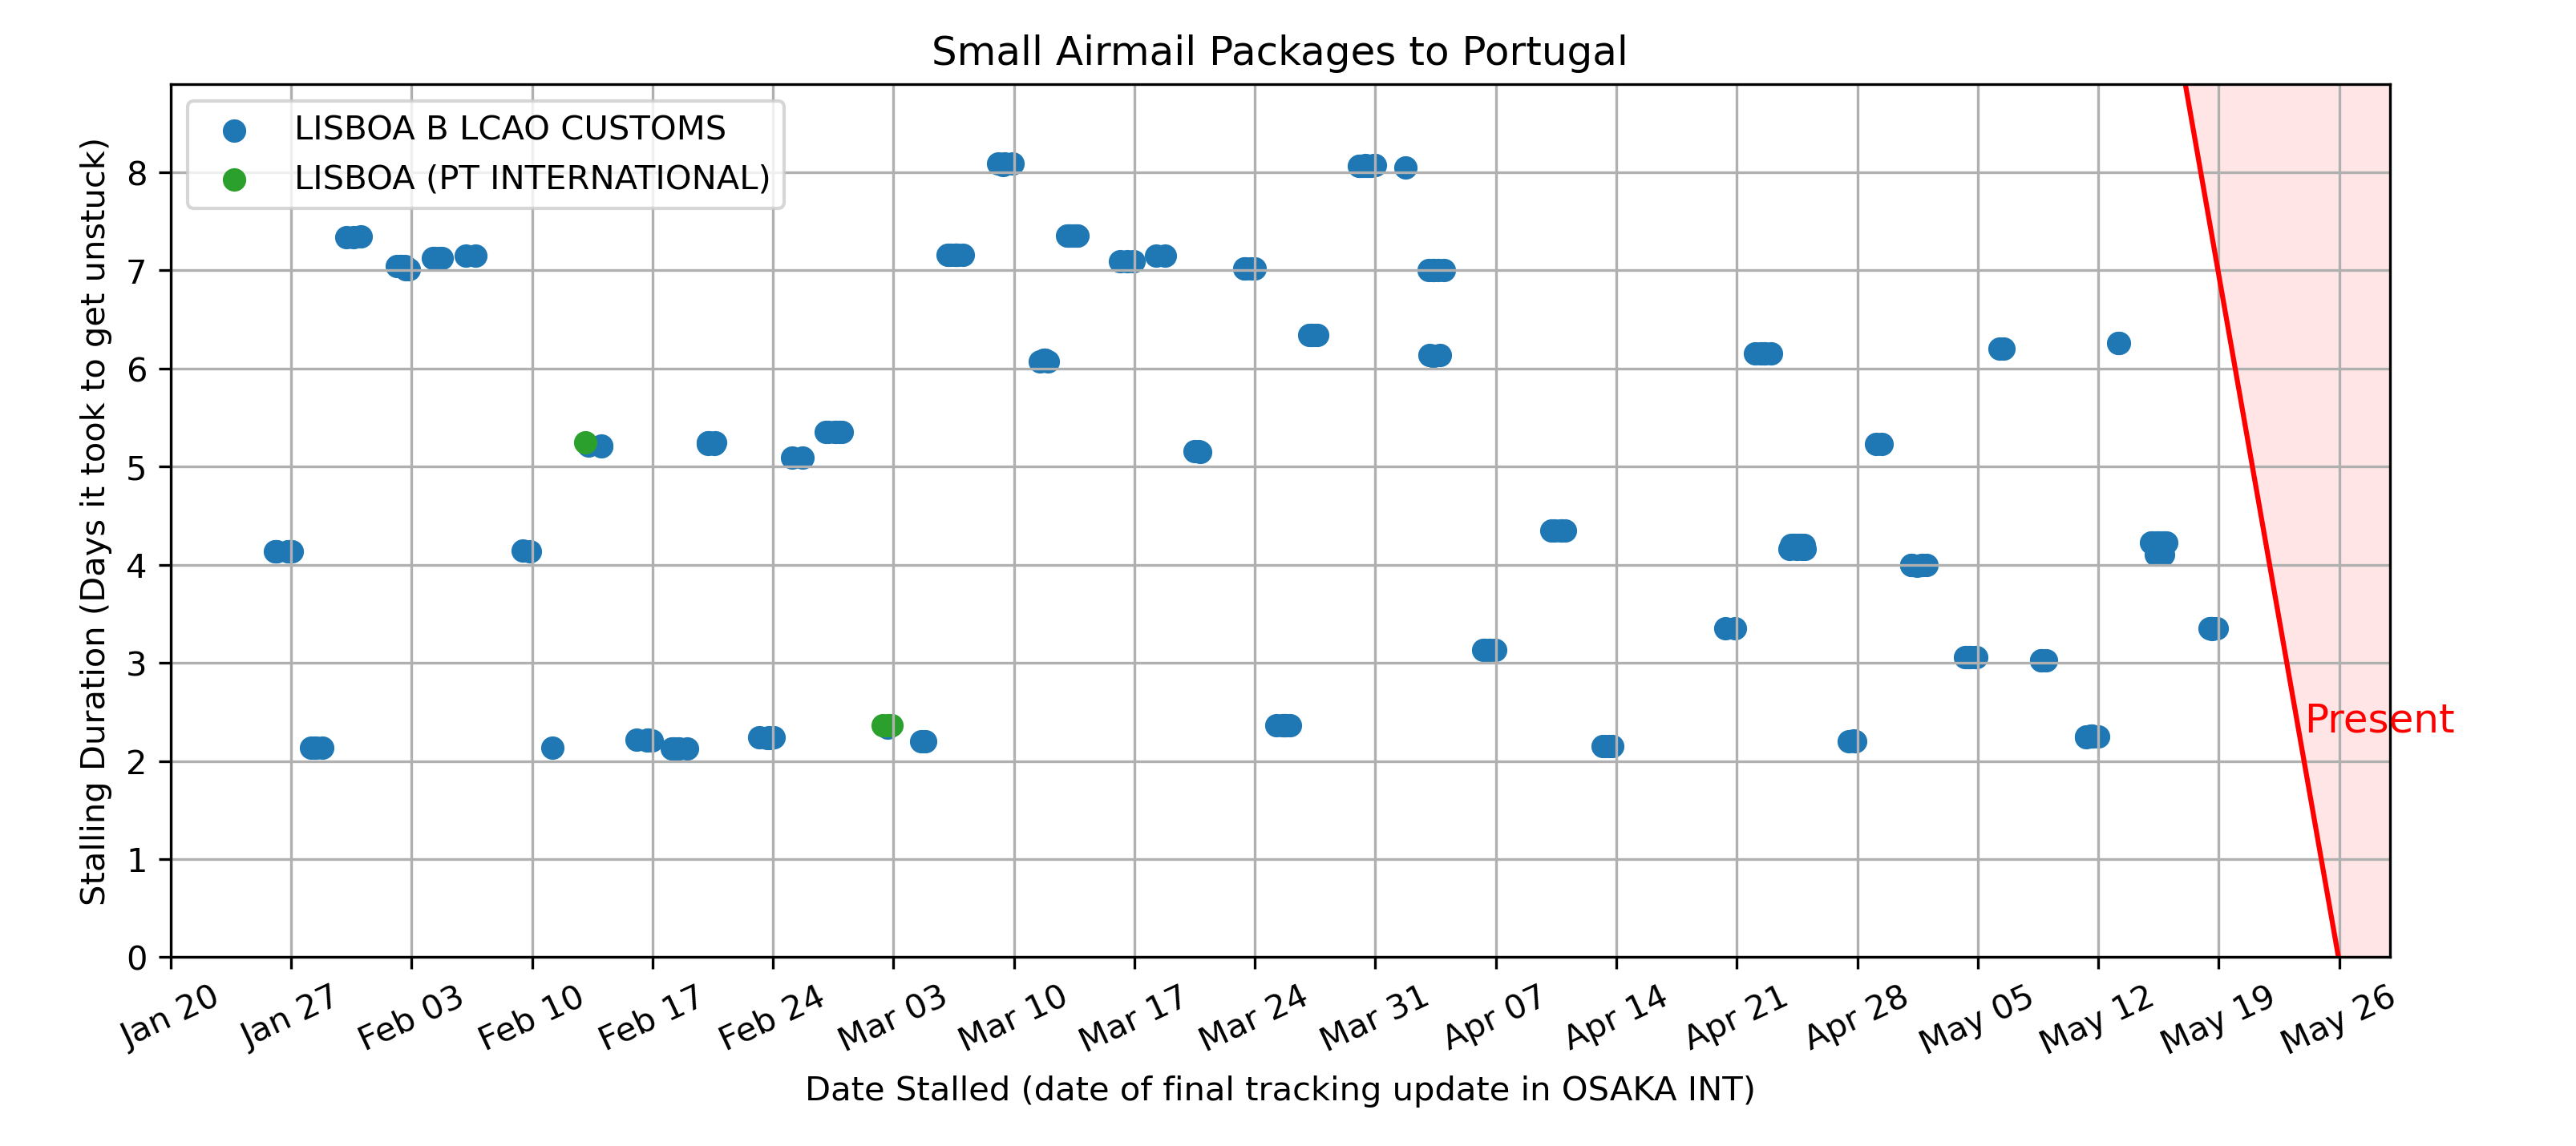 Small Airmail Packages to Portugal
LISBOA B LCAO CUSTOMS
LISBOA (PT INTERNATIONAL)
Stalling Duration (Days it took to get unstuck)
8
7
6
5
4
3
2
1
0
Present
Jan 20
Jan 27
Feb 03
Feb 10
Feb 17
Feb 24
Mar 03
Mar 10
Mar 17
Mar 24
Mar 31
Apr 07
Apr 14
Apr 21
Apr 28
May 05
May 12
May 19
May 26
Date Stalled (date of final tracking update in OSAKA INT)